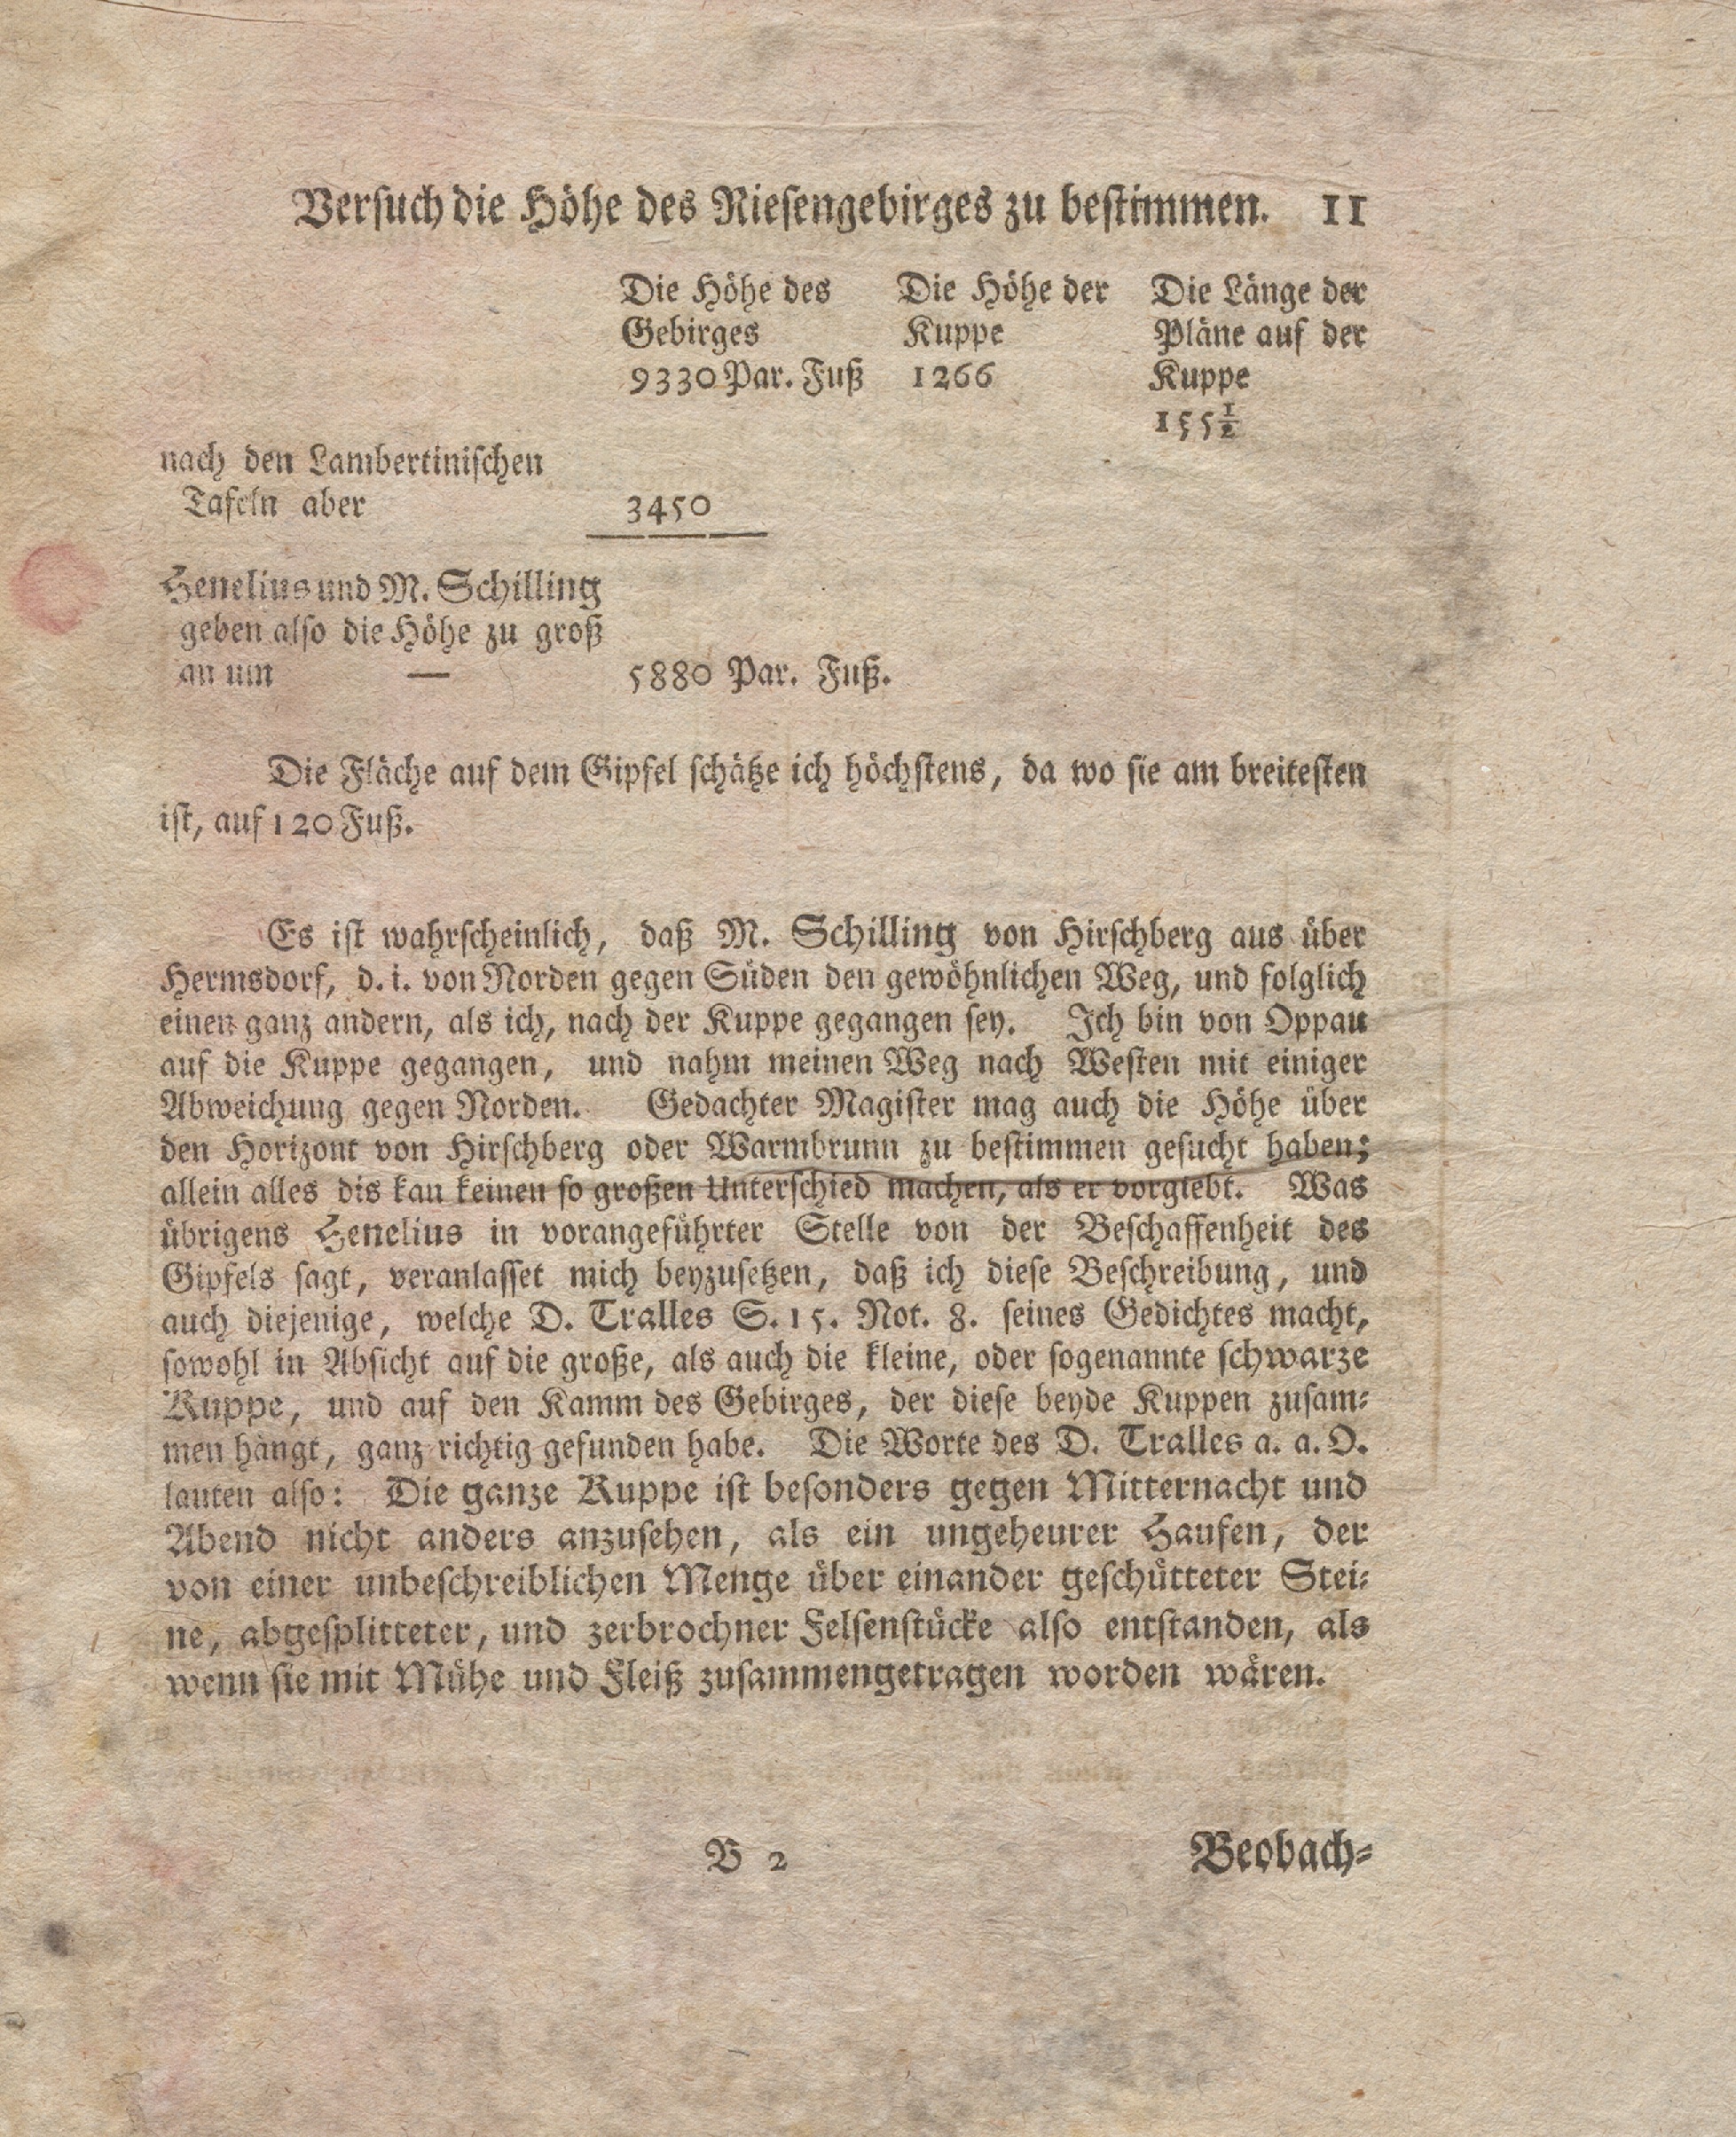 Versuch die Höhe des Riesengebirges zu bestimmen. 11
Die Höhe des Die Höhe der Die Länge der
Gebirges Kuppe Pläne auf der
9330 Par. Fuß 1266 Kuppe
155½
nach den Lambertinischen
Tafeln aber 3450
Henelius und M. Schilling
geben also die Höhe zu groß
an um — 5880 Par. Fuß.
Die Fläche auf dem Gipfel schätze ich höchstens, da wo sie am breitesten
ist, auf 120 Fuß.
Es ist wahrscheinlich, daß M. Schilling von Hirschberg aus über
Hermsdorf, d. i. von Norden gegen Süden den gewöhnlichen Weg, und folglich
einen ganz andern, als ich, nach der Kuppe gegangen sey. Ich bin von Oppau
auf die Kuppe gegangen, und nahm meinen Weg nach Westen mit einiger
Abweichung gegen Norden. Gedachter Magister mag auch die Höhe über
den Horizont von Hirschberg oder Warmbrunn zu bestimmen gesucht haben;
allein alles dis kan keinen so großen Unterschied machen, als er vorgiebt. Was
übrigens Henelius in vorangeführter Stelle von der Beschaffenheit des
Gipfels sagt, veranlasset mich beyzusetzen, daß ich diese Beschreibung, und
auch diejenige, welche D. Tralles S. 15. Not. 8. seines Gedichtes macht,
sowohl in Absicht auf die große, als auch die kleine, oder sogenannte schwarze
Kuppe, und auf den Kamm des Gebirges, der diese beyde Kuppen zusam-
men hängt, ganz richtig gefunden habe. Die Worte des D. Tralles a. a. O.
lauten also: Die ganze Kuppe ist besonders gegen Mitternacht und
Abend nicht anders anzusehen, als ein ungeheurer Haufen, der
von einer unbeschreiblichen Menge über einander geschütteter Stei-
ne, abgesplitteter, und zerbrochner Felsenstücke also entstanden, als
wenn sie mit Mühe und Fleiß zusammengetragen worden wären.
B 2 Beobach-